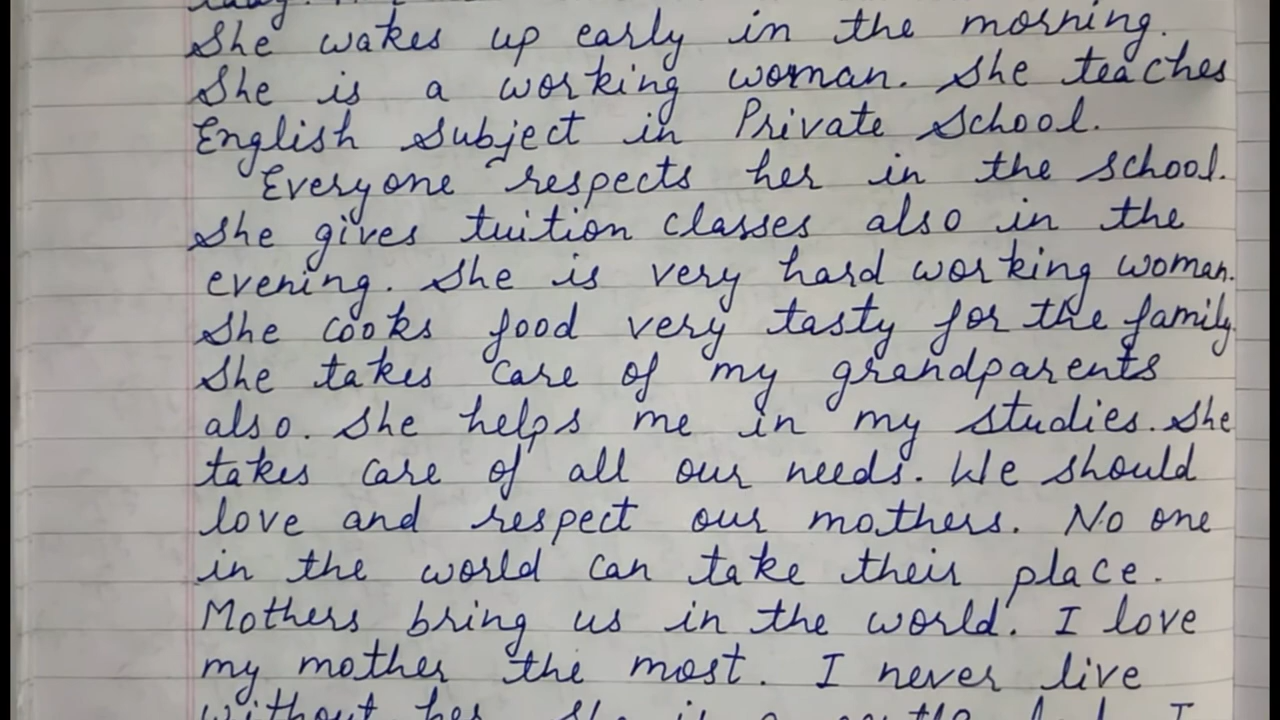 She wakes up early in the morning.
She is a working woman. She teaches
English Subject in Private School.
Everyone respects her in the school.
She gives tuition classes also in the
evening. She is very hard working woman.
She cooks food very tasty for the family.
She takes care of my grandparents
also. She helps me in my studies. She
takes care of all our needs. We should
love and respect our mothers. No one
in the world can take their place.
Mothers bring us in the world. I love
my mother the most. I never live
without her. She is a I